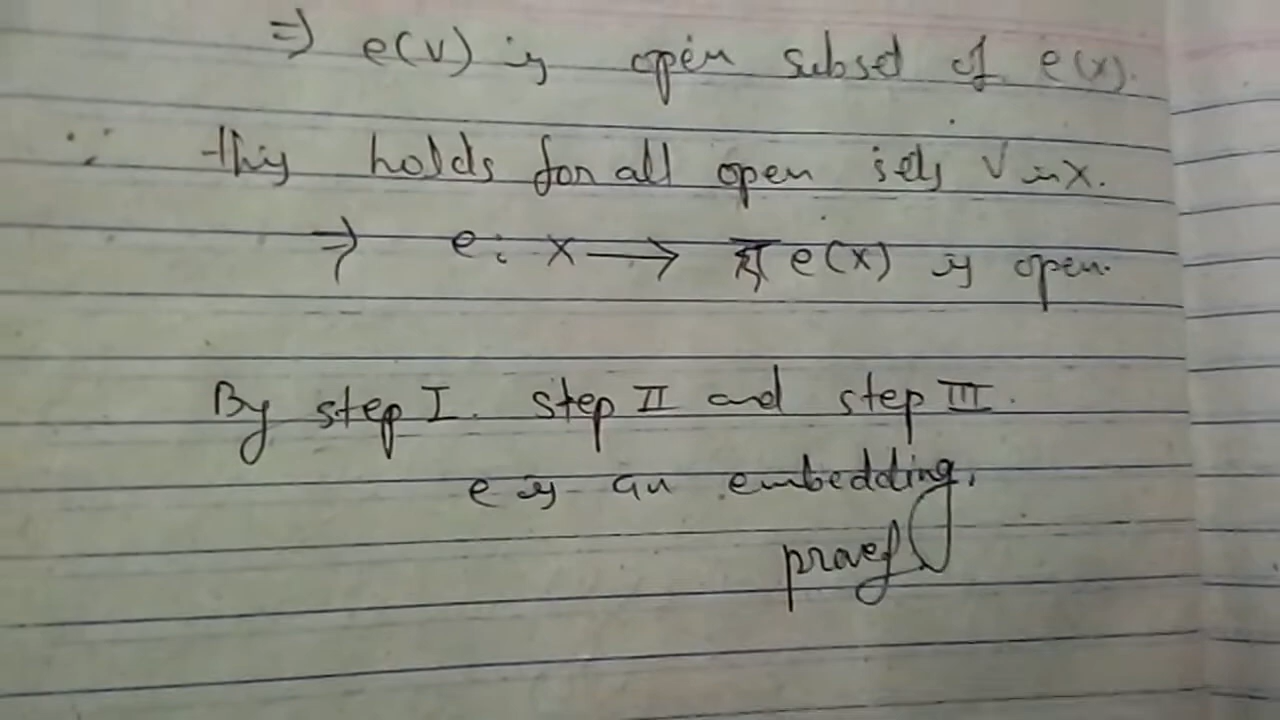 ⇒ e(V) is open subset of e(x).
∵ this holds for all open sets V in X.
⇒ e: X ⟶ e(x) is open.
By step I. step II and step III.
e is an embedding.
proof